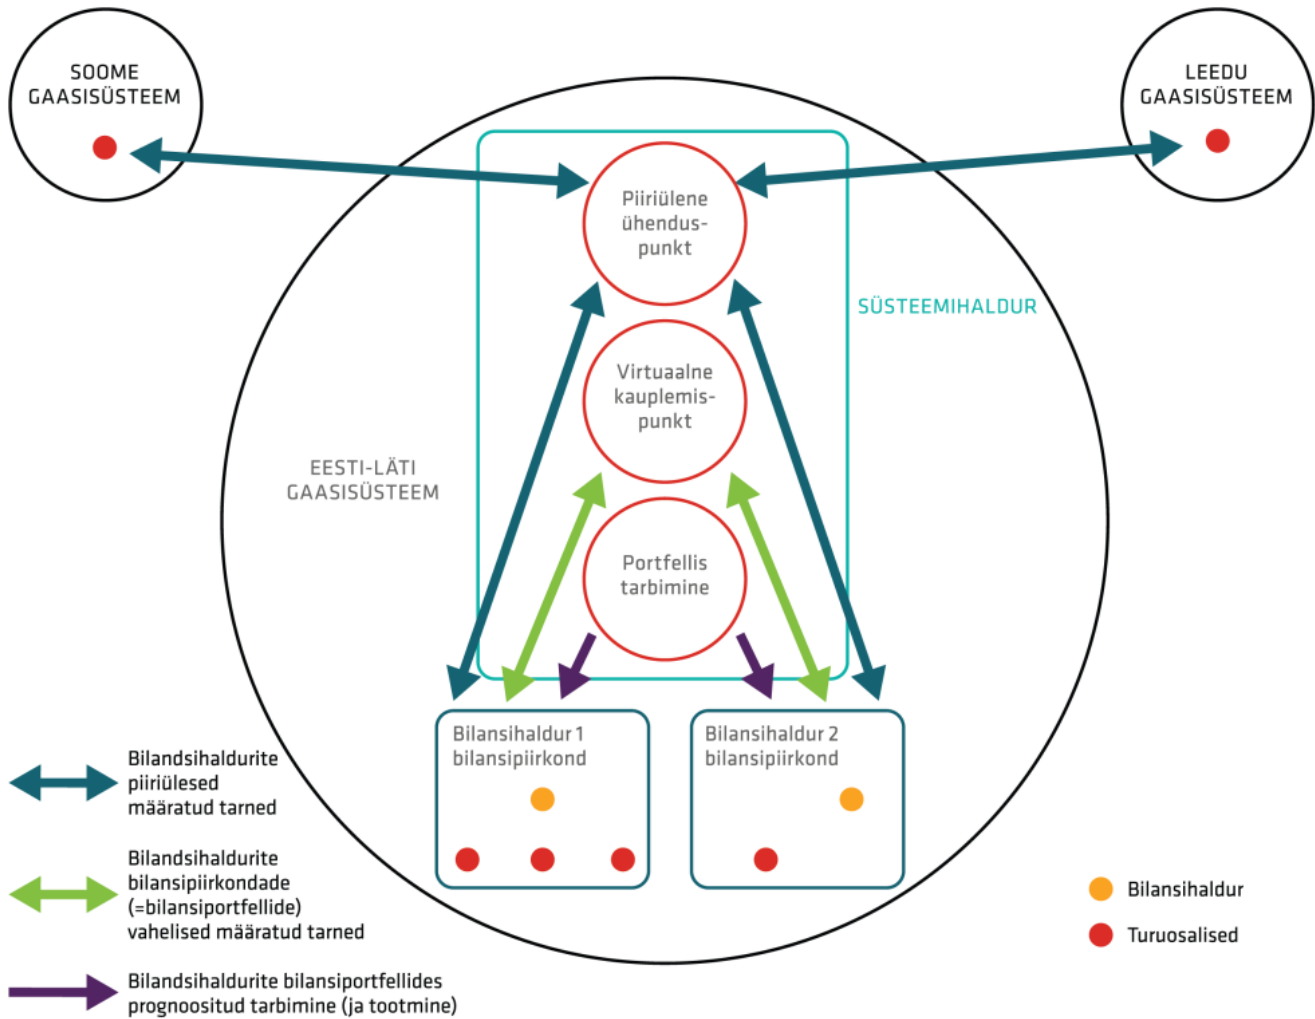 SOOME
GAASISÜSTEEM
LEEDU
GAASISÜSTEEM
Piiriülene
ühendus-
punkt
SÜSTEEMIHALDUR
Virtuaalne
kauplemis-
punkt
EESTI-LÄTI
GAASISÜSTEEM
Portfellis
tarbimine
Bilansihaldur 1
bilansipiirkond
Bilansihaldur 2
bilansipiirkond
Bilandsihaldurite
piiriülesed
määratud tarned
Bilandsihaldurite
bilansipiirkondade
(=bilansiportfellide)
vahelised määratud tarned
Bilandsihaldurite bilansiportfellides
prognoositud tarbimine (ja tootmine)
Bilansihaldur
Turuosalised